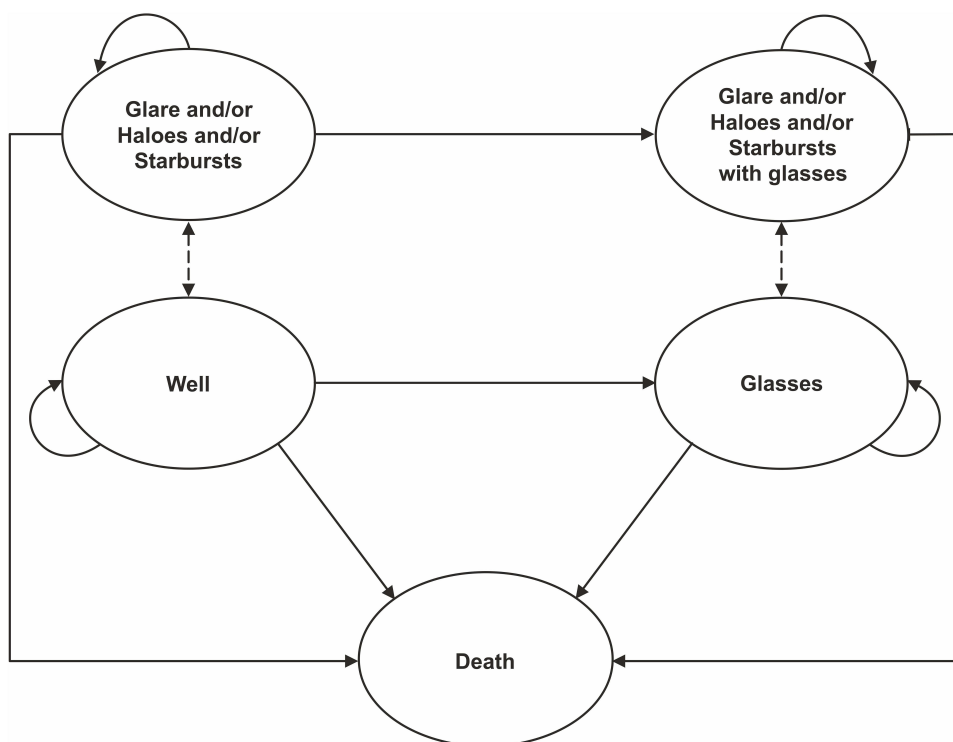 Glare and/or
Haloes and/or
Starbursts
Glare and/or
Haloes and/or
Starbursts
with glasses
Well
Glasses
Death